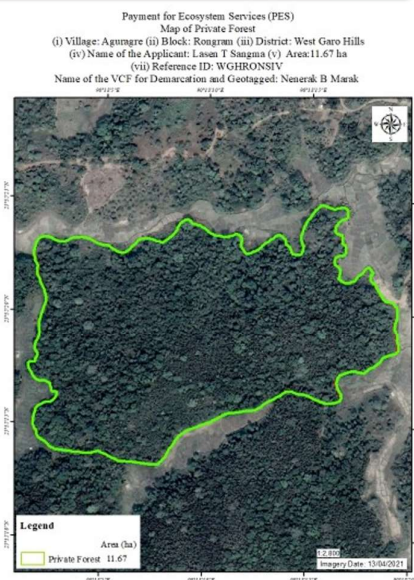 Payment for Ecosystem Services (PES)
Map of Private Forest
(i) Village: Aguragre (ii) Block: Rongram (iii) District: West Garo Hills
(iv) Name of the Applicant: Lasen T Sangma (v) Area:11.67 ha
(vii) Reference ID: WGHRONSIV
Name of the VCF for Demarcation and Geotagged: Nenerak B Marak
N
Legend
Area (ha)
Private Forest 11.67
1:2,800
Imagery Date: 13/04/2021